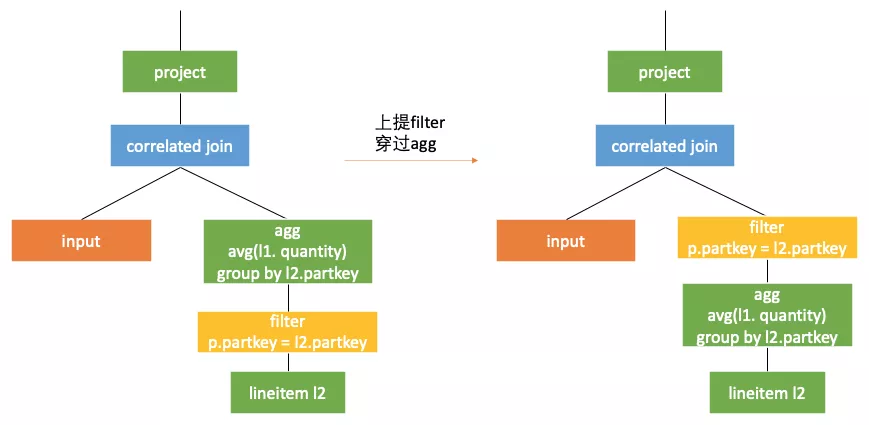 project
correlated join
input
agg
avg(l1. quantity)
group by l2.partkey
filter
p.partkey = l2.partkey
lineitem l2
上提filter
穿过agg
project
correlated join
input
filter
p.partkey = l2.partkey
agg
avg(l1. quantity)
group by l2.partkey
lineitem l2